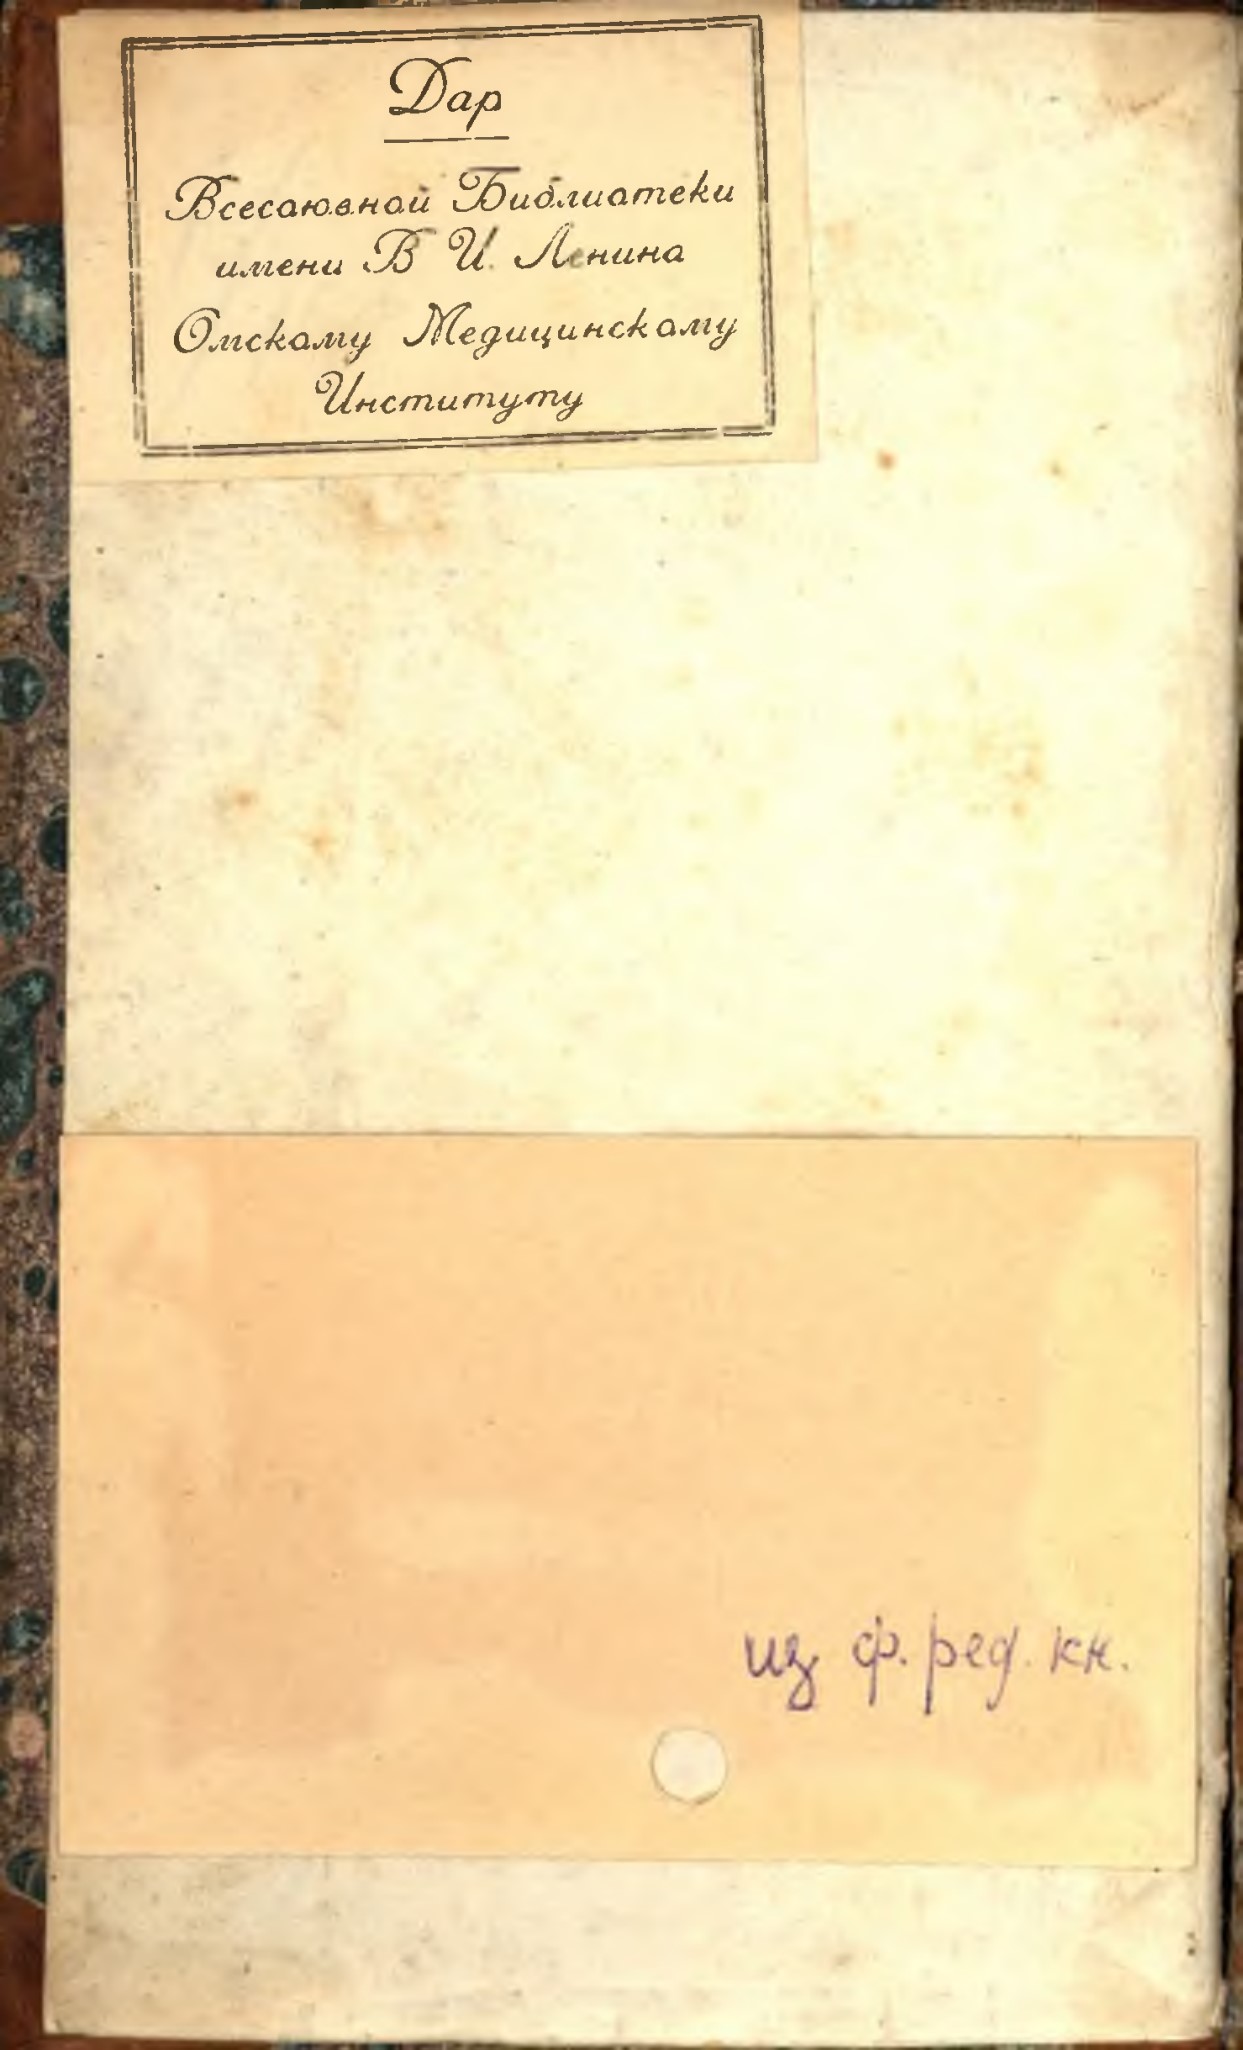 Дар
Всесоюзной Библиотеки
имени В И. Ленина
Омскому Медицинскому
Институту
из ф. ред. кн.